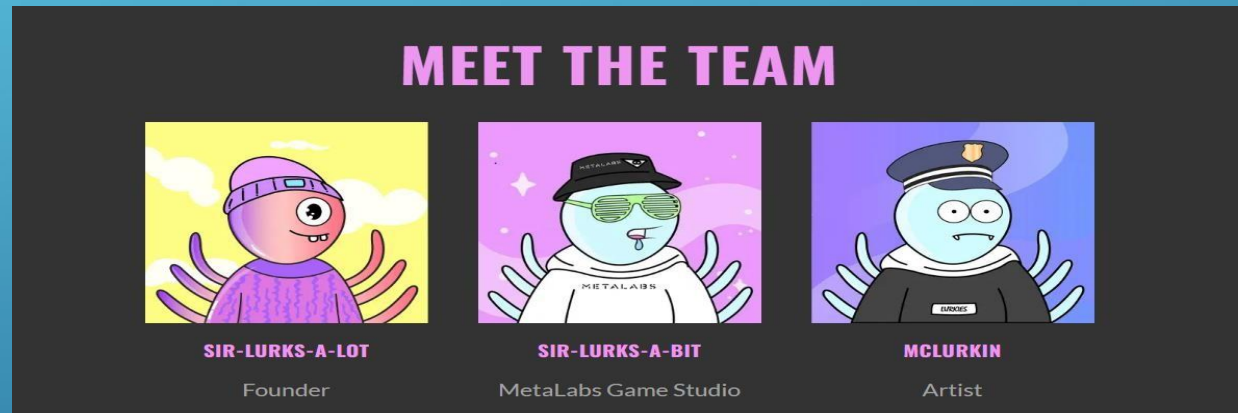 MEET THE TEAM
METALABS
METALABS
LURKIES
SIR-LURKS-A-LOT
SIR-LURKS-A-BIT
MCLURKIN
Founder
MetaLabs Game Studio
Artist